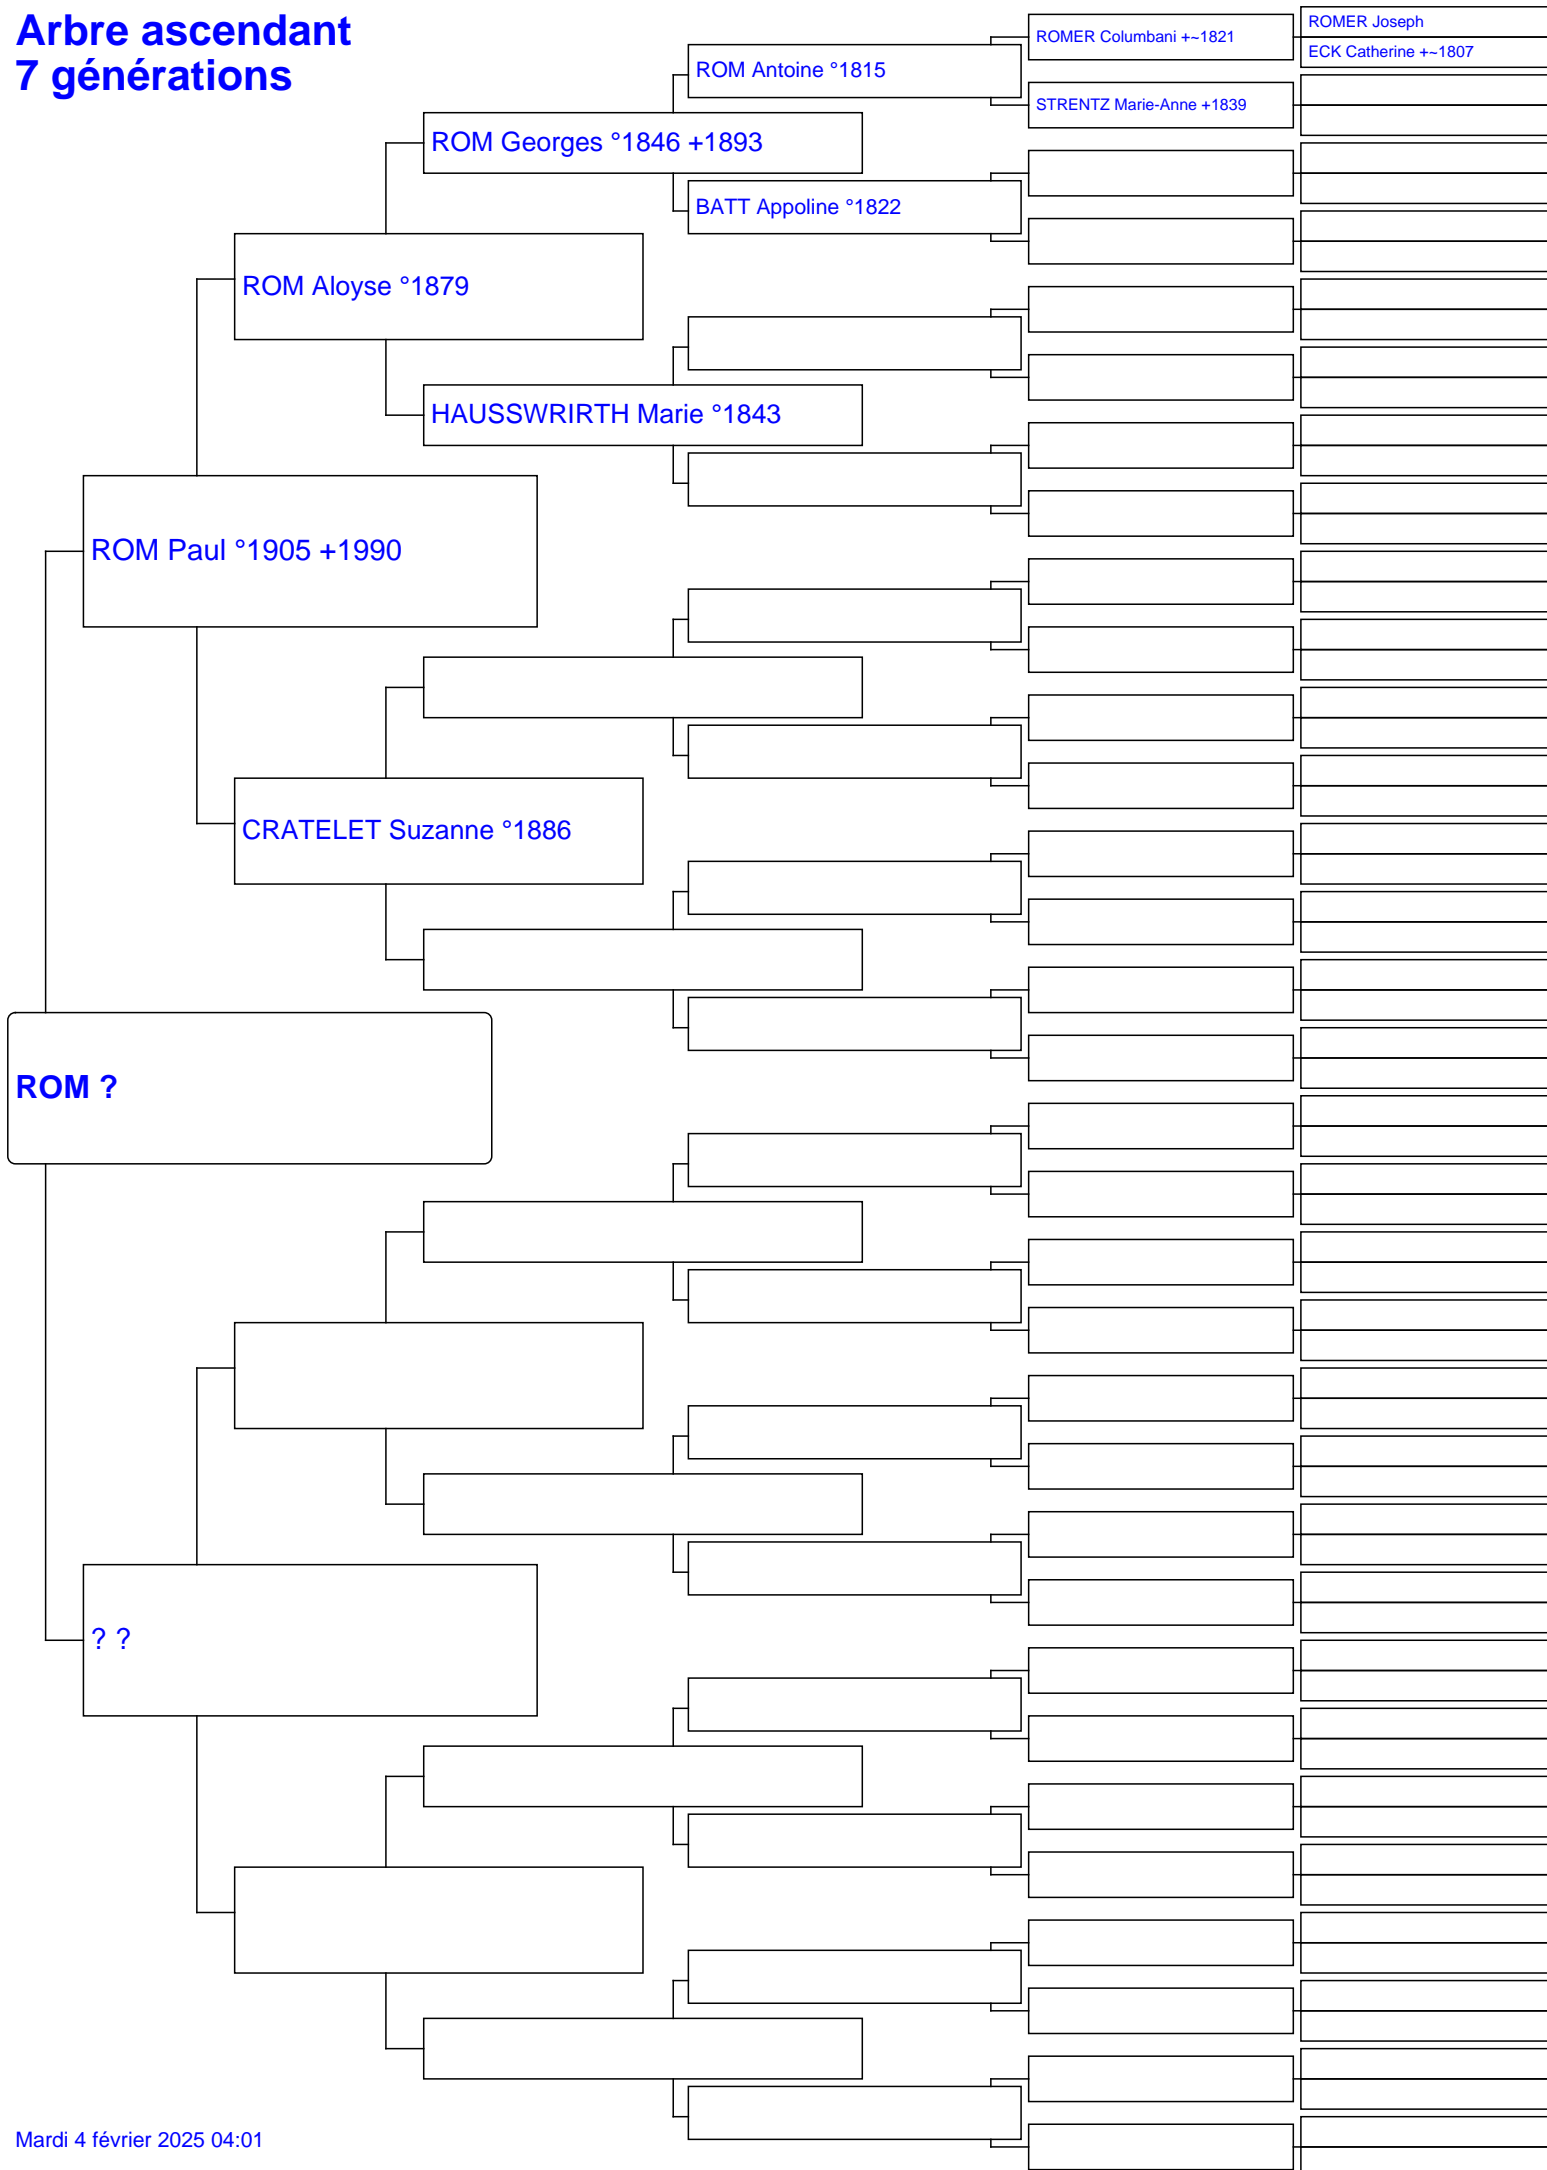 Arbre ascendant
7 générations
ROMER Joseph
ROMER Columbani +~1821
ECK Catherine +~1807
ROM Antoine °1815
STRENTZ Marie-Anne +1839
ROM Georges °1846 +1893
BATT Appoline °1822
ROM Aloyse °1879
HAUSSWRIRTH Marie °1843
ROM Paul °1905 +1990
CRATELET Suzanne °1886
ROM ?
? ?
Mardi 4 février 2025 04:01